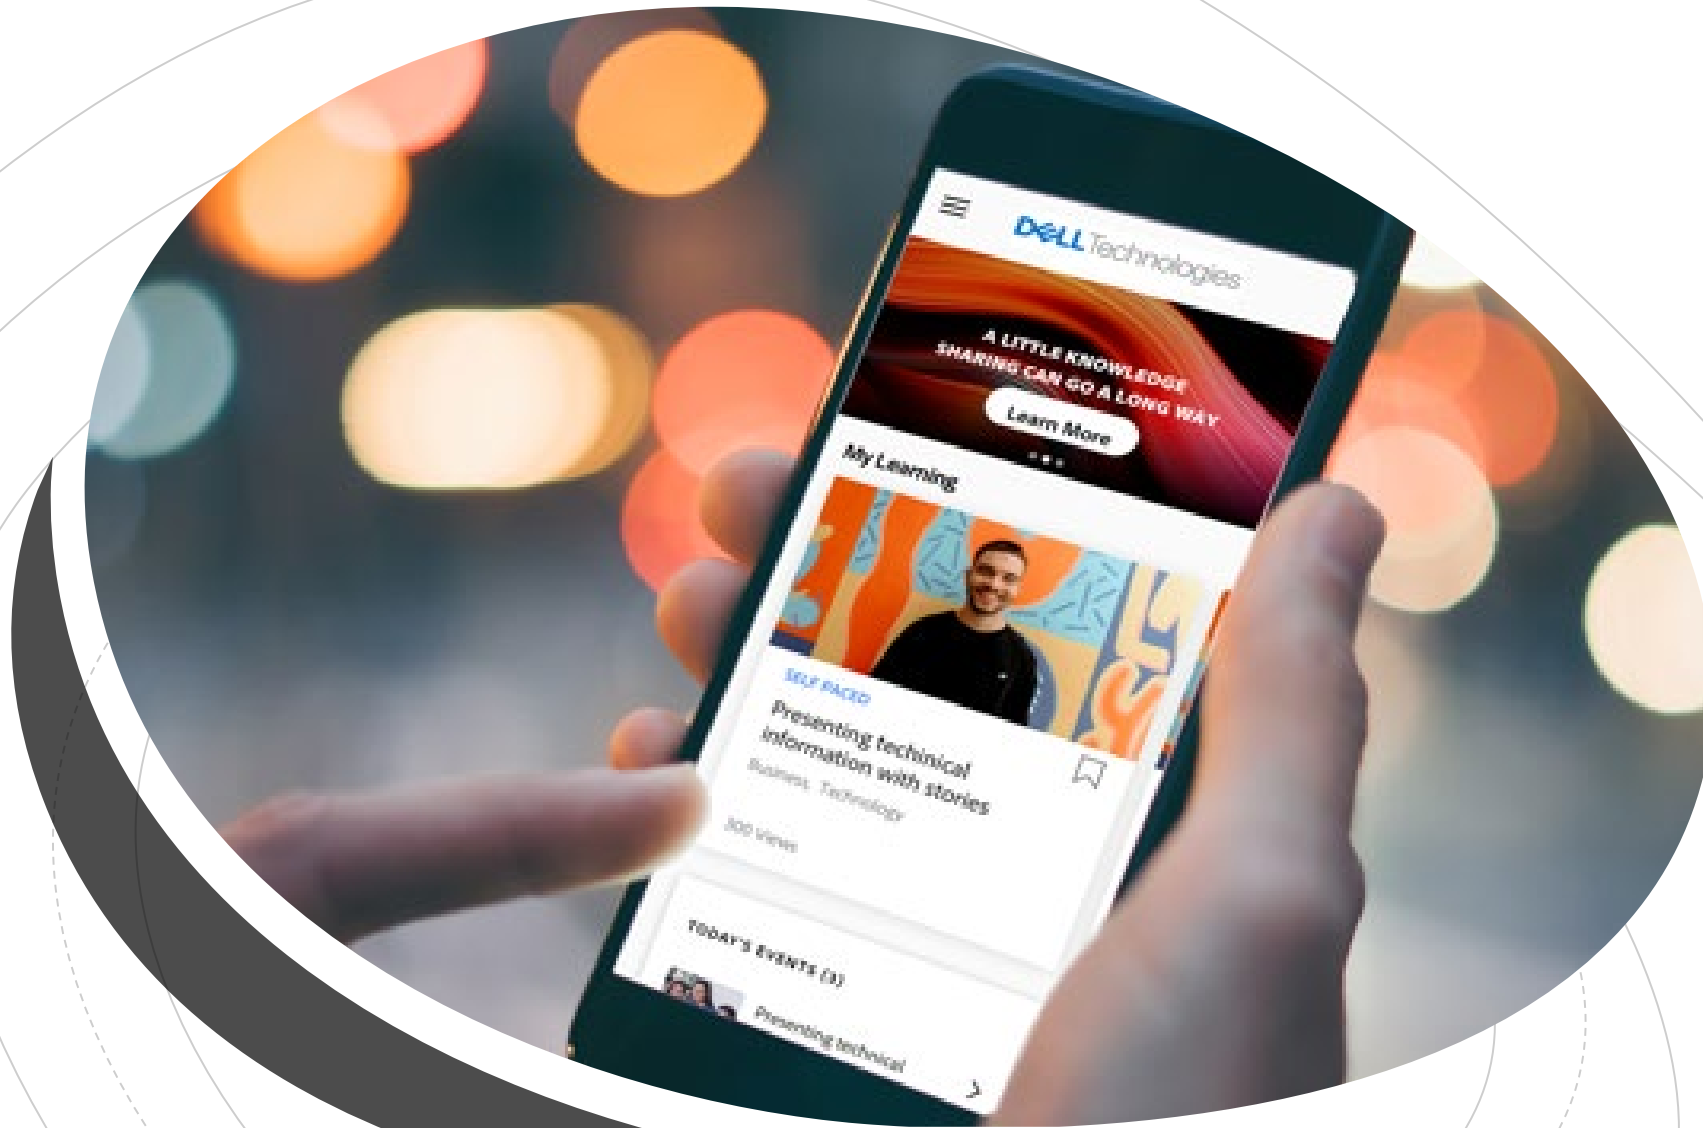 DELL Technologies
A LITTLE KNOWLEDGE
SHARING CAN GO A LONG WAY
Learn More
My Learning
SELF PACED
Presenting techinical
information with stories
Business, Technology
300 Views
TODAY'S EVENTS (3)
Presenting technical